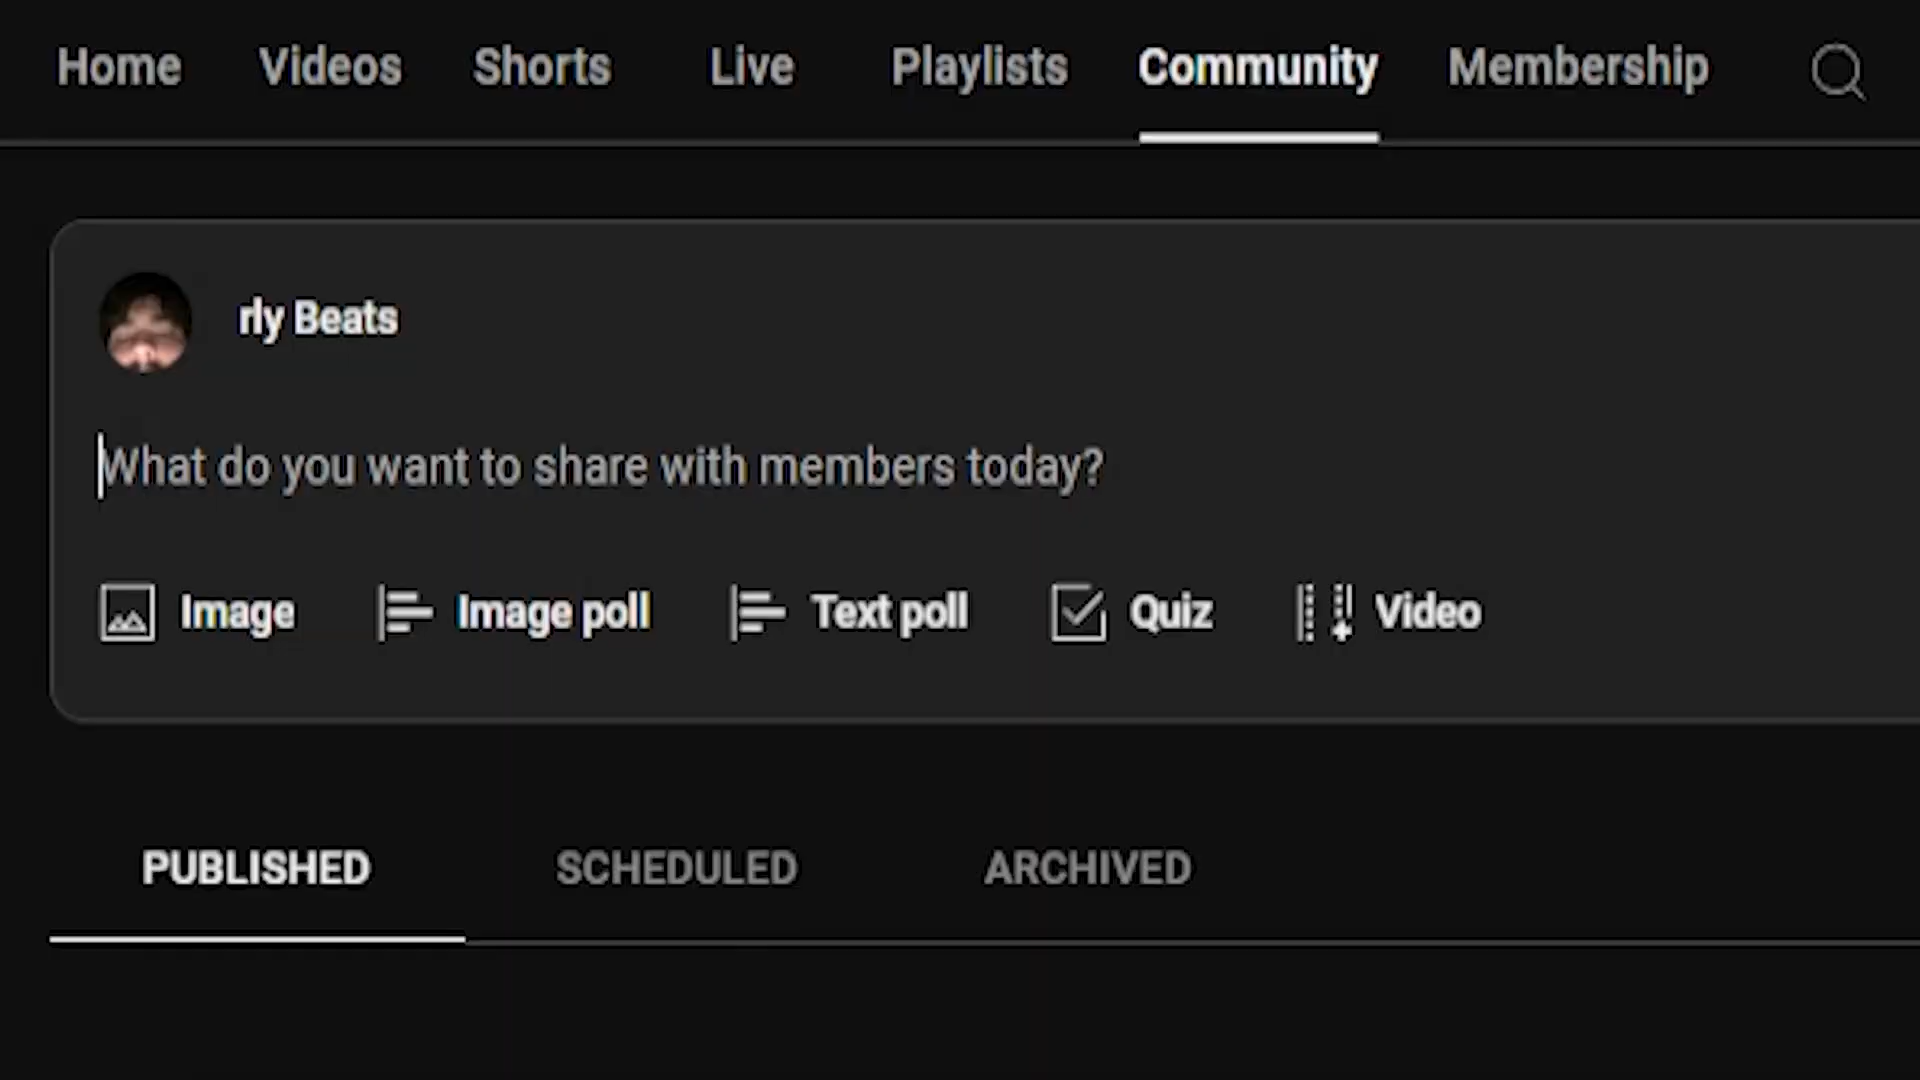 Home Videos Shorts Live Playlists Community Membership
rly Beats
What do you want to share with members today?
Image Image poll Text poll Quiz Video
PUBLISHED SCHEDULED ARCHIVED